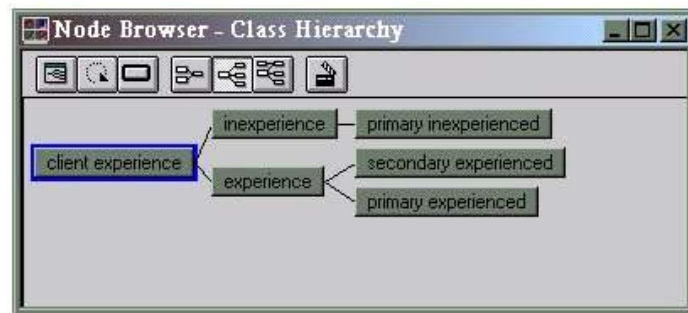 Node Browser - Class Hierarchy
inexperience
primary inexperienced
client experience
secondary experienced
experience
primary experienced